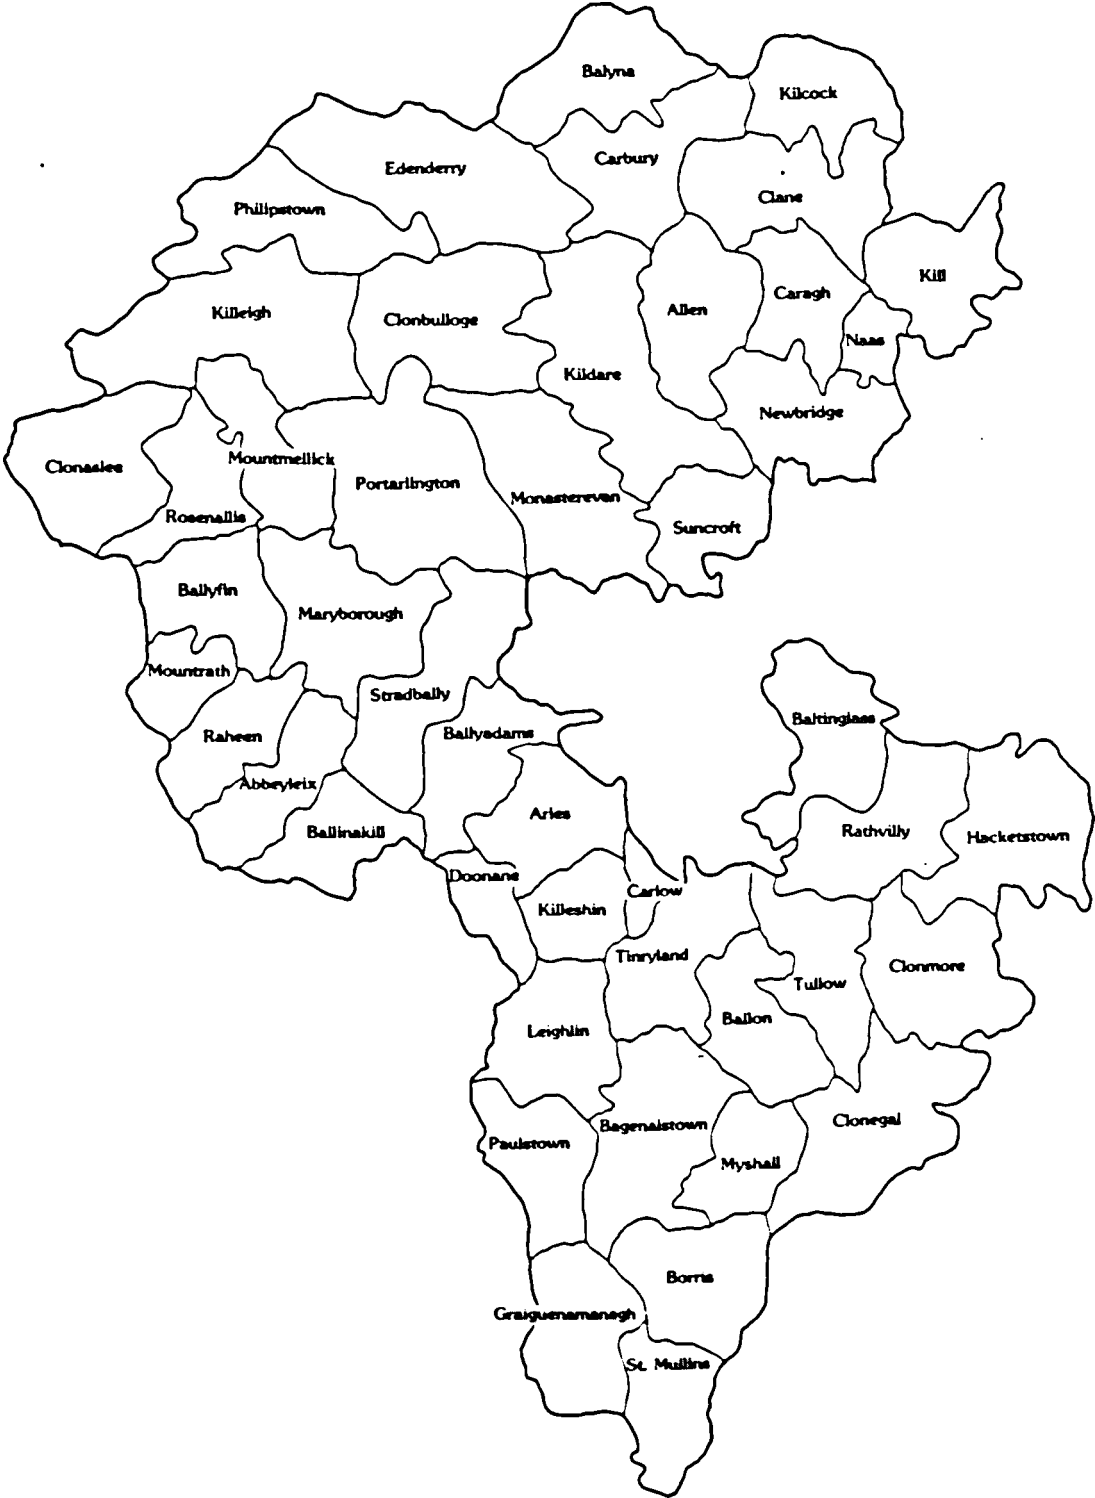 Balyna
Kilcock
Carbury
Edenderry
Clane
Philipstown
Kill
Caragh
Allen
Killeigh
Clonbulloge
Naas
Kildare
Newbridge
Clonaslee
Mountmellick
Portarlington
Monasterevan
Rosenallis
Suncroft
Ballyfin
Maryborough
Mountrath
Stradbally
Baltinglass
Raheen
Ballyadams
Abbeyleix
Arles
Ballinakill
Rathvilly
Hacketstown
Doonane
Carlow
Killeshin
Tinryland
Clonmore
Tullow
Ballon
Leighlin
Clonegal
Bagenalstown
Paulstown
Myshall
Borris
Graiguenamanagh
St. Mullins